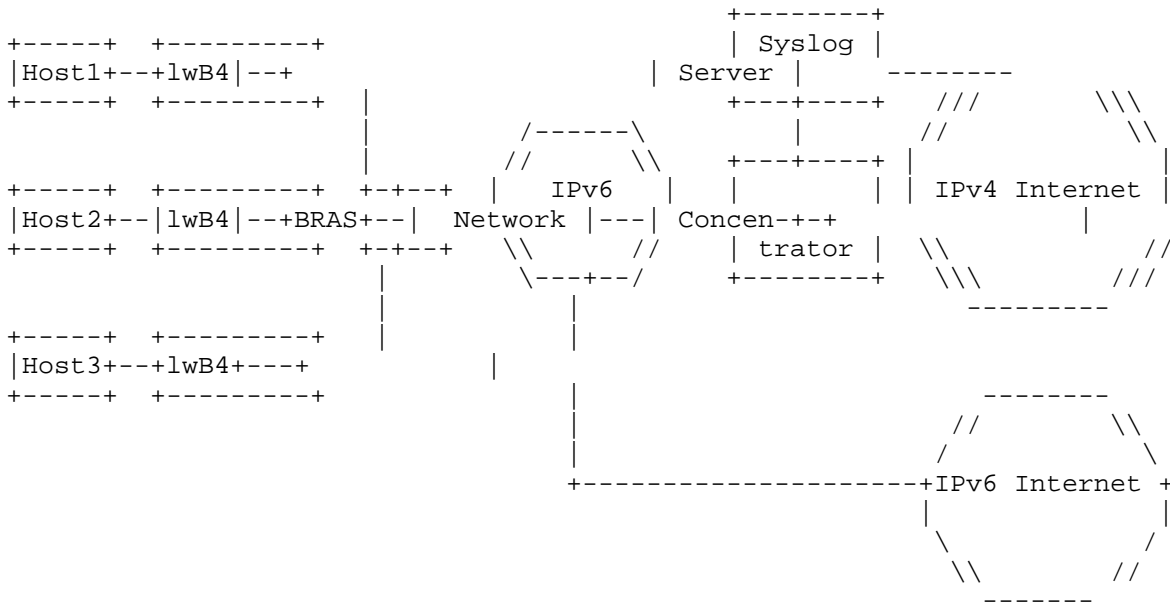 Syslog
Host1 lwB4 Server
IPv6 IPv4 Internet
Host2 lwB4 BRAS Network Concen-
trator
Host3 lwB4
IPv6 Internet